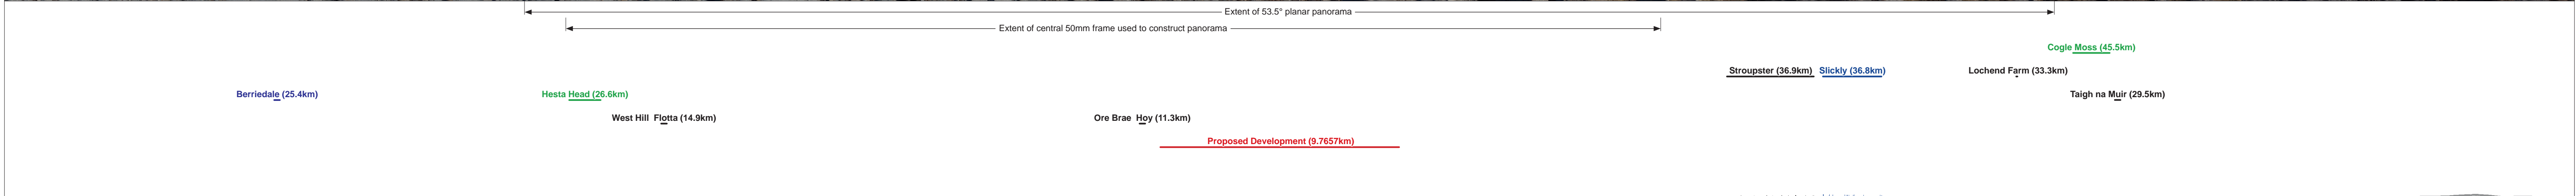 Extent of 53.5° planar panorama
Extent of central 50mm frame used to construct panorama
Cogle Moss (45.5km)
Stroupster (36.9km) Slickly (36.8km) Lochend Farm (33.3km)
Berriedale (25.4km) Hesta Head (26.6km) Taigh na Muir (29.5km)
West Hill Flotta (14.9km) Ore Brae Hoy (11.3km)
Proposed Development (9.7657km)